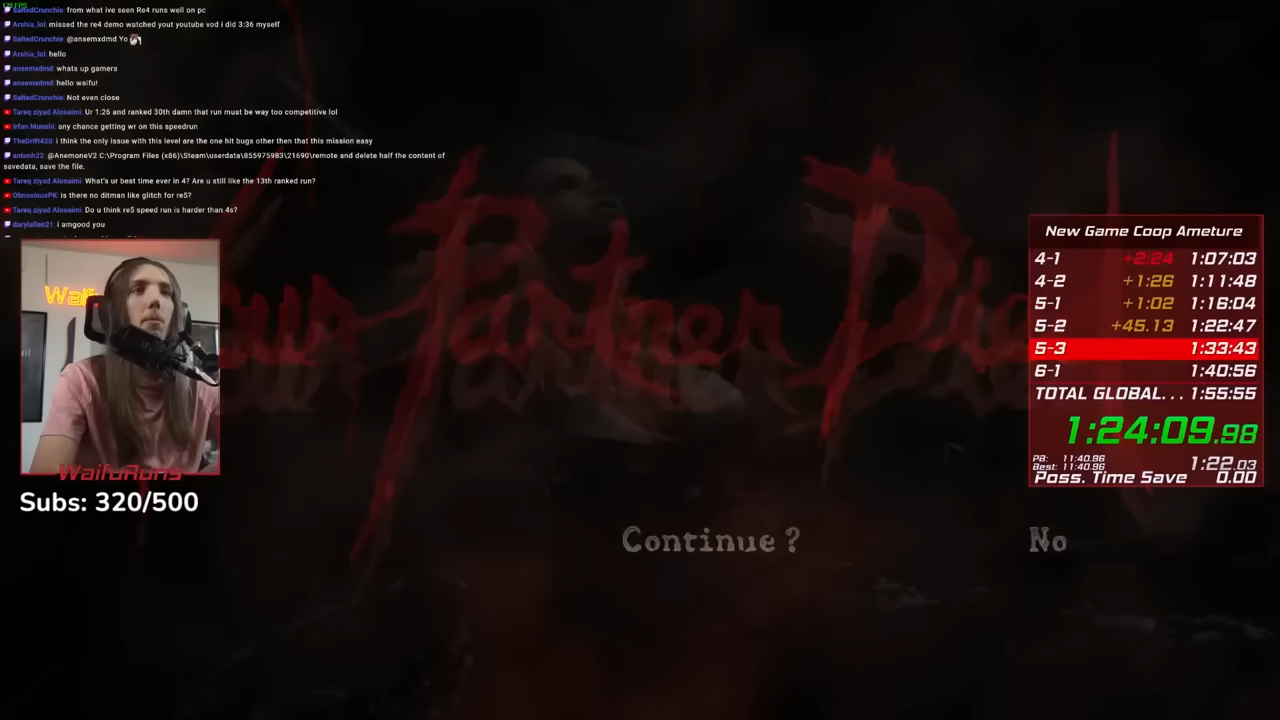 120 FPS
SaltedCrunchie: from what ive seen Re4 runs well on pc
Arshia_lol: missed the re4 demo watched yout youtube vod i did 3:36 myself
SaltedCrunchie: @ansemxdmd Yo
Arshia_lol: hello
ansemxdmd: whats up gamers
ansemxdmd: hello waifu!
SaltedCrunchie: Not even close
Tareq ziyad Alosaimi: Ur 1:26 and ranked 30th damn that run must be way too competitive lol
Irfan Munshi: any chance getting wr on this speedrun
TheDrift420: i think the only issue with this level are the one hit bugs other then that this mission easy
antonh22: @AnemoneV2 C:\Program Files (x86)\Steam\userdata\855975983\21690\remote and delete half the content of
savedata, save the file.
Tareq ziyad Alosaimi: What's ur best time ever in 4? Are u still like the 13th ranked run?
ObnoxiousPK: is there no ditman like glitch for re5?
Tareq ziyad Alosaimi: Do you think re5 speed run is harder than 4s?
darylallen21: i amgood you
WaifuRuns
Subs: 320/500
Your Partner Died
Continue ?
No
New Game Coop Ameture
4-1 +2:24 1:07:03
4-2 +1:26 1:11:48
5-1 +1:02 1:16:04
5-2 +45.13 1:22:47
5-3 1:33:43
6-1 1:40:56
TOTAL GLOBAL... 1:55:55
1:24:09.98
PB: 11:40.96
Best: 11:40.96
1:22.03
Poss. Time Save 0.00